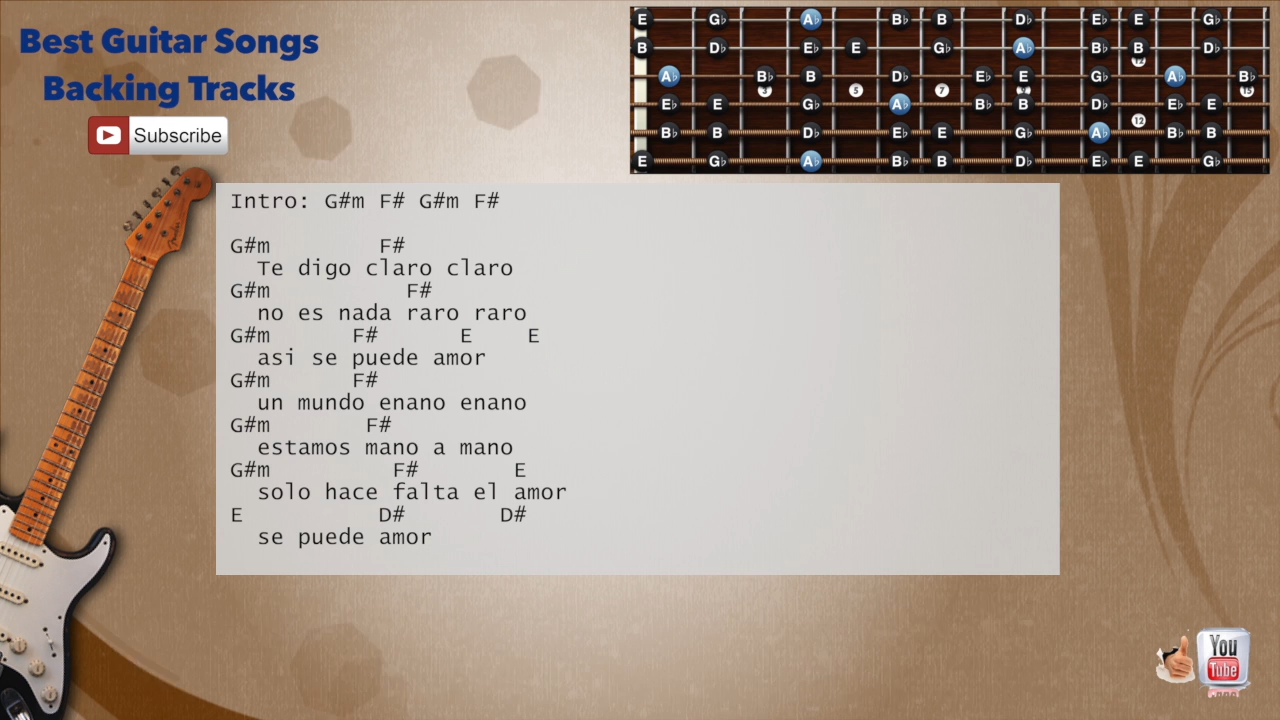 Best Guitar Songs
Backing Tracks
Subscribe
E G♭ A♭ B♭ B D♭ E♭ E G♭
B D♭ E♭ E G♭ A♭ B♭ B D♭
A♭ B♭ B D♭ E♭ E G♭ A♭ B♭
E♭ E G♭ A♭ B♭ B D♭ E♭ E
B♭ B D♭ E♭ E G♭ A♭ B♭ B
E G♭ A♭ B♭ B D♭ E♭ E G♭
Intro: G#m F# G#m F#
G#m F#
Te digo claro claro
G#m F#
no es nada raro raro
G#m F# E E
asi se puede amor
G#m F#
un mundo enano enano
G#m F#
estamos mano a mano
G#m F# E
solo hace falta el amor
E D# D#
se puede amor
You
Tube